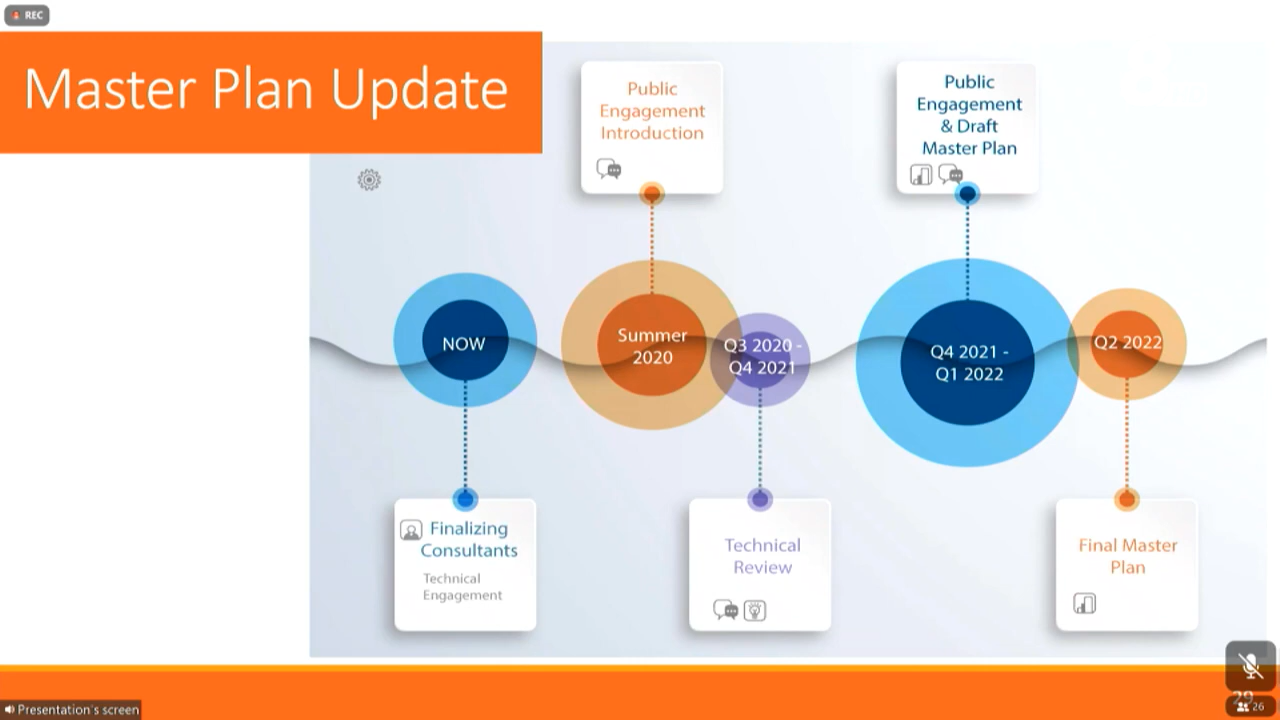 REC
Master Plan Update
Public
Engagement
Introduction
Public
Engagement
& Draft
Master Plan
NOW
Summer
2020
Q3 2020 -
Q4 2021
Q4 2021 -
Q1 2022
Q2 2022
Finalizing
Consultants
Technical
Engagement
Technical
Review
Final Master
Plan
Presentation's screen
29
26